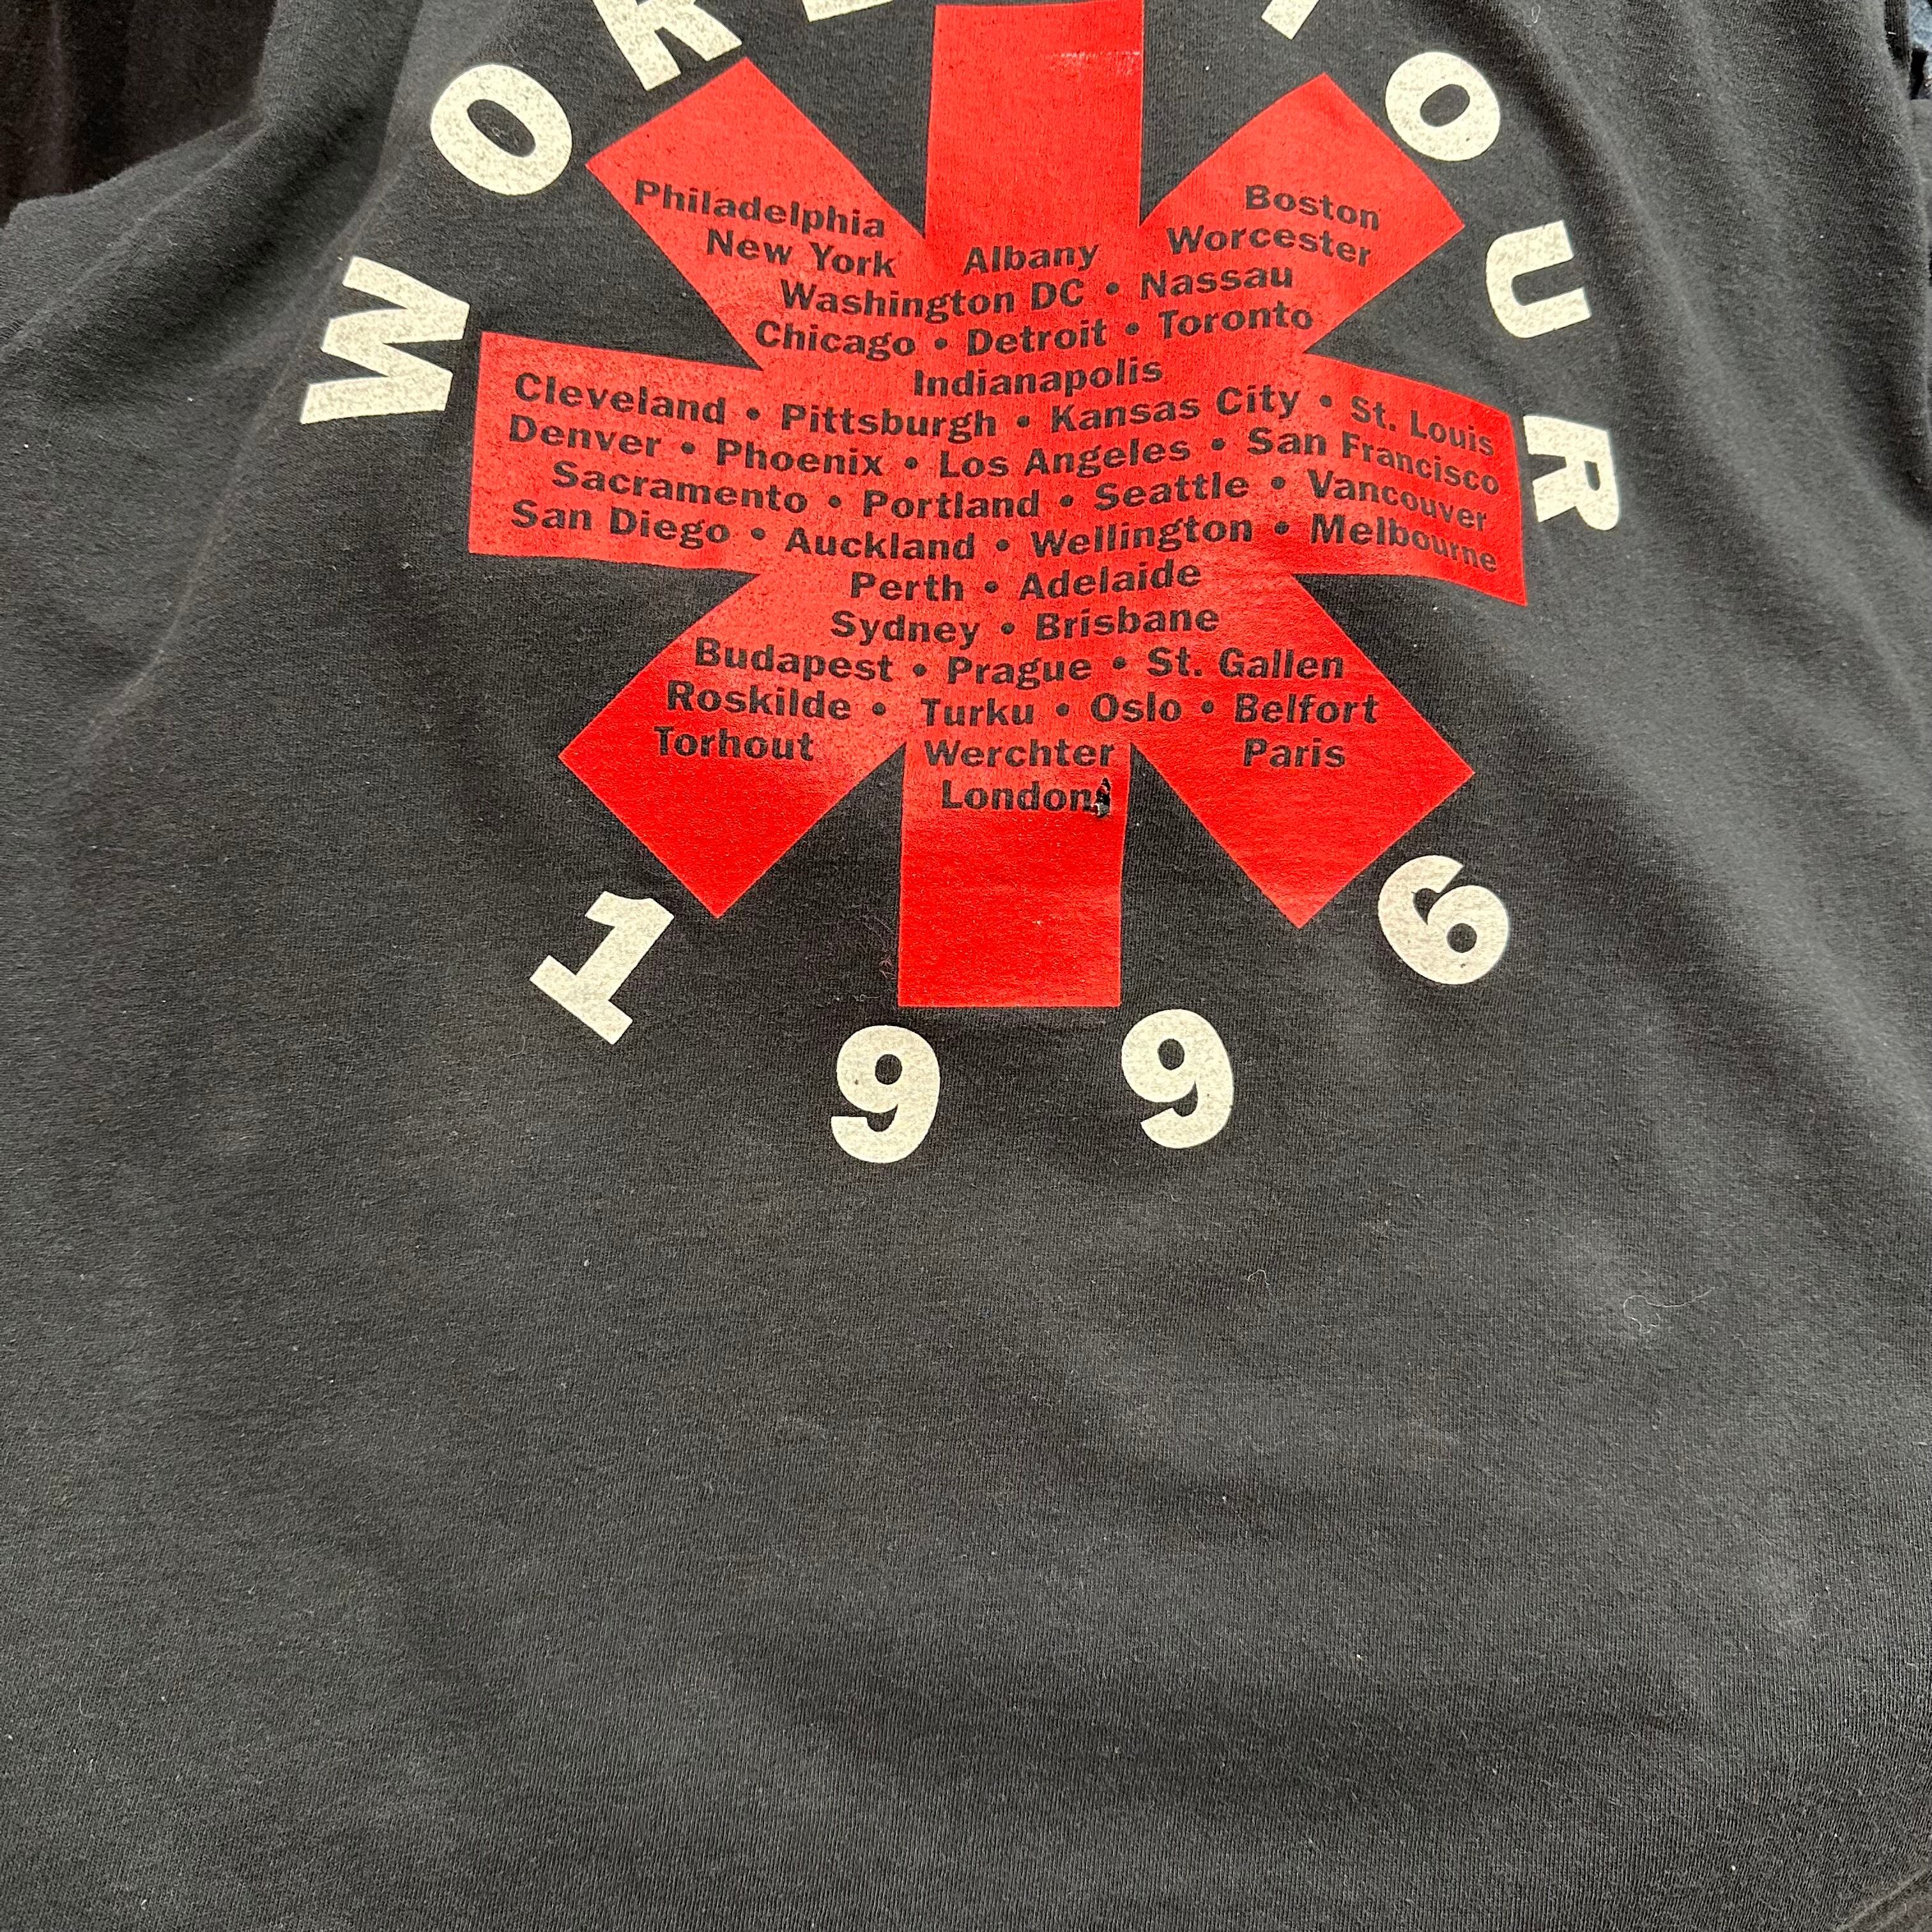 WORLD TOUR
Philadelphia
Boston
New York
Albany
Worcester
Washington DC • Nassau
Chicago • Detroit • Toronto
Indianapolis
Cleveland • Pittsburgh • Kansas City • St. Louis
Denver • Phoenix • Los Angeles • San Francisco
Sacramento • Portland • Seattle • Vancouver
San Diego • Auckland • Wellington • Melbourne
Perth • Adelaide
Sydney • Brisbane
Budapest • Prague • St. Gallen
Roskilde • Turku • Oslo • Belfort
Torhout
Werchter
Paris
London
1996